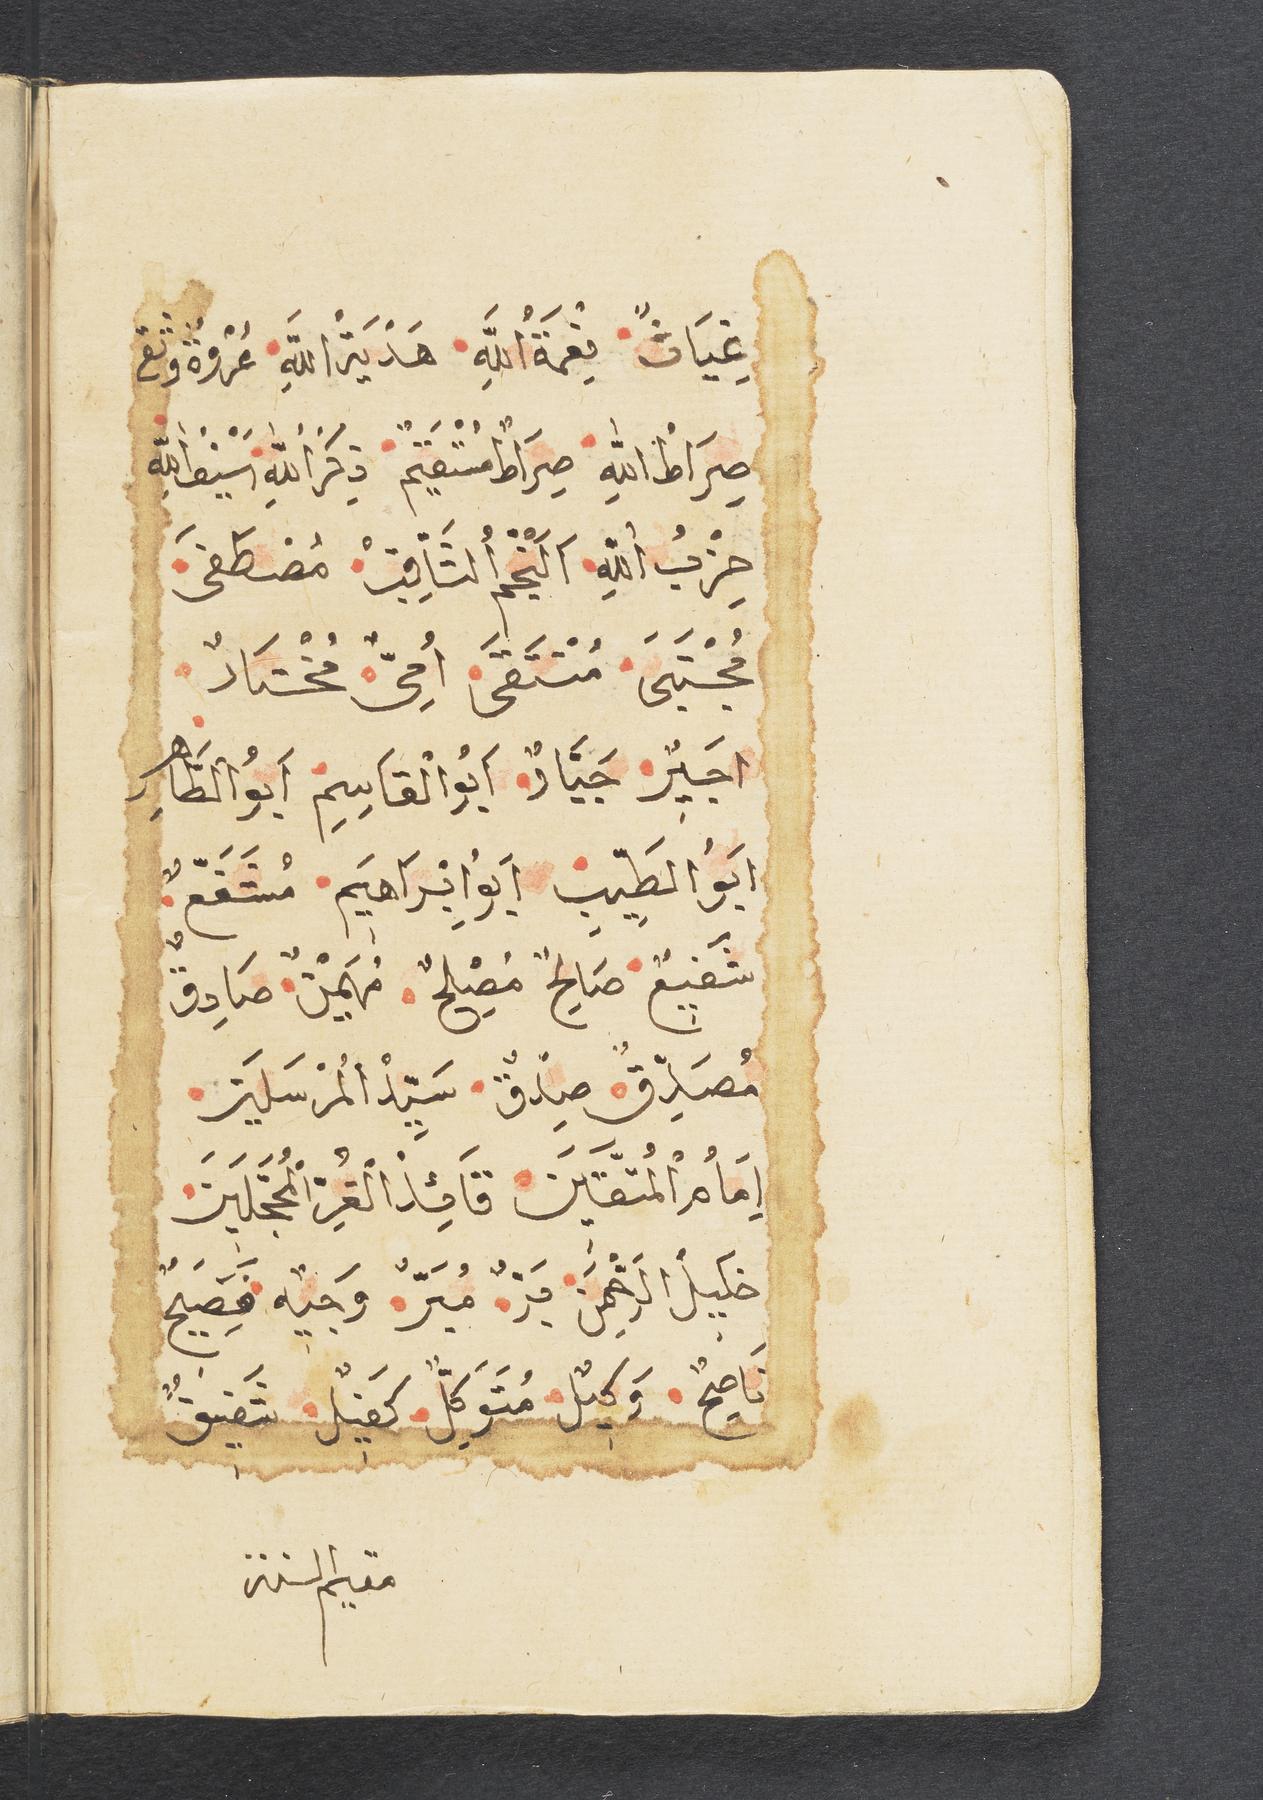 غِيَاثٌ نِعْمَةُ اللَّهِ هَدْيَةُ اللَّهِ عُرْوَةٌ وُثْقَى
صِرَاطُ اللَّهِ صِرَاطٌ مُسْتَقِيمٌ ذِكْرُ اللَّهِ سَيْفُ اللَّهِ
حِزْبُ اللَّهِ اَلنَّجْمُ الثَّاقِبُ مُصْطَفَى
مُجْتَبَى مُنْتَقَى اُمِّىٌّ مُخْتَارٌ
اجِيرٌ جَبَّارٌ اَبُو الْقَاسِمِ اَبُو الطَّاهِرِ
اَبُو الطَّيِّبِ اَبُو اِبْرَاهِيمَ مُشَفَّعٌ
شَفِيعٌ صَالِحٌ مُصْلِحٌ مُهَيْمِنٌ صَادِقٌ
مُصَدِّقٌ صِدْقٌ سَيِّدُ الْمُرْسَلِينَ
اِمَامُ الْمُتَّقِينَ قَائِدُ الْغُرِّ الْمُحَجَّلِينَ
خَلِيلُ الرَّحْمٰنِ بَرٌّ مُبَرٌّ وَجِيهٌ نَصِيحٌ
نَاصِحٌ وَكِيلٌ مُتَوَكِّلٌ كَفِيلٌ شَفِيقٌ
مقيم السنة